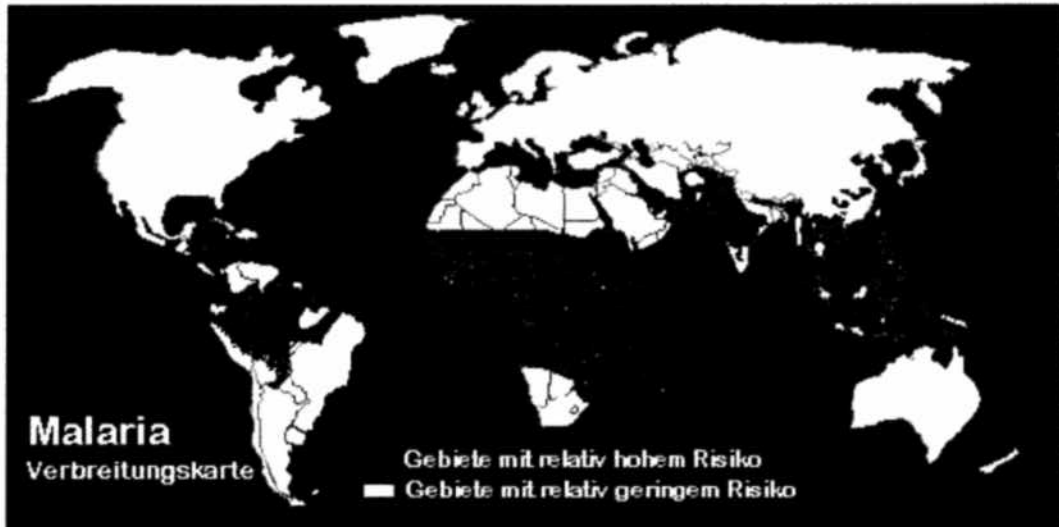 Malaria
Verbreitungskarte
Gebiete mit relativ hohem Risiko
Gebiete mit relativ geringem Risiko